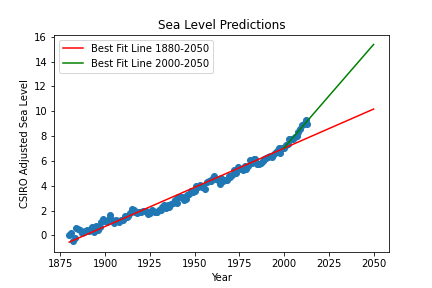 Sea Level Predictions
Best Fit Line 1880-2050
Best Fit Line 2000-2050
CSIRO Adjusted Sea Level
16
14
12
10
8
6
4
2
0
1875 1900 1925 1950 1975 2000 2025 2050
Year